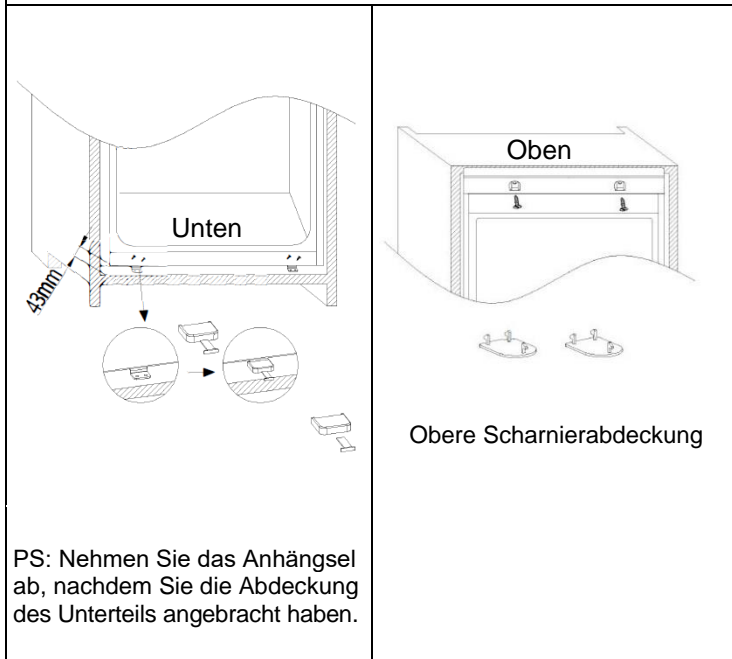 Unten
43mm
PS: Nehmen Sie das Anhängsel
ab, nachdem Sie die Abdeckung
des Unterteils angebracht haben.
Oben
Obere Scharnierabdeckung